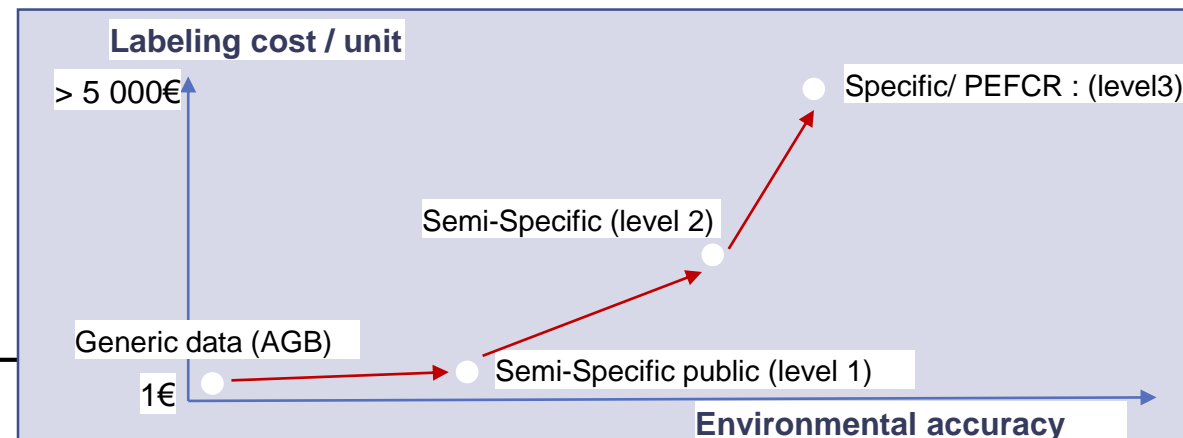 Labeling cost / unit
> 5 000€
Specific/ PEFCR : (level3)
Semi-Specific (level 2)
Generic data (AGB)
Semi-Specific public (level 1)
1€
Environmental accuracy